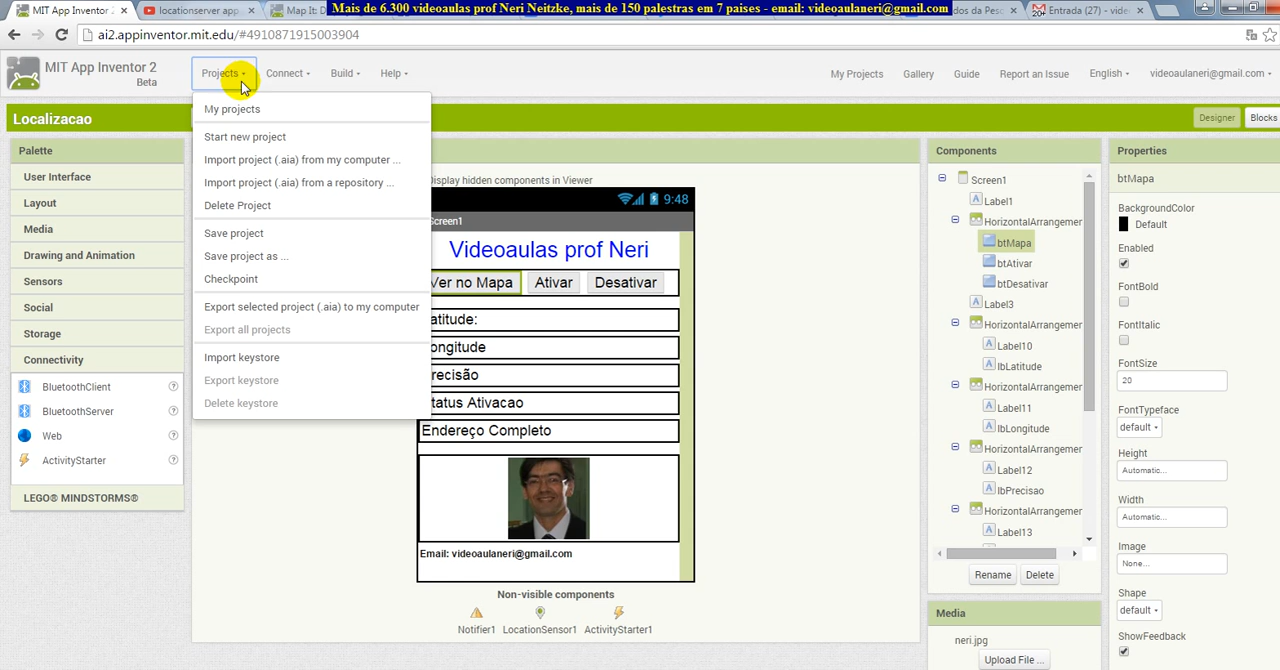 MIT App Inventor 2
locationserver app
Map It: D
Mais de 6.300 videoaulas prof Neri Neitzke, mais de 150 palestras em 7 paises - email: videoaulaneri@gmail.com
dos da Pesq
Entrada (27) - vide
ai2.appinventor.mit.edu/#4910871915003904
MIT App Inventor 2
Beta
Projects
Connect
Build
Help
My Projects
Gallery
Guide
Report an Issue
English
videoaulaneri@gmail.com
Localizacao
Designer
Blocks
Palette
User Interface
Layout
Media
Drawing and Animation
Sensors
Social
Storage
Connectivity
BluetoothClient
BluetoothServer
Web
ActivityStarter
LEGO® MINDSTORMS®
My projects
Start new project
Import project (.aia) from my computer ...
Import project (.aia) from a repository ...
Delete Project
Save project
Save project as ...
Checkpoint
Export selected project (.aia) to my computer
Export all projects
Import keystore
Export keystore
Delete keystore
Display hidden components in Viewer
9:48
Screen1
Videoaulas prof Neri
Ver no Mapa
Ativar
Desativar
atitude:
ongitude
recisão
tatus Ativacao
Endereço Completo
Email: videoaulaneri@gmail.com
Non-visible components
Notifier1
LocationSensor1
ActivityStarter1
Components
Screen1
Label1
HorizontalArrangemer
btMapa
btAtivar
btDesativar
Label3
HorizontalArrangemer
Label10
lbLatitude
HorizontalArrangemer
Label11
lbLongitude
HorizontalArrangemer
Label12
lbPrecisao
HorizontalArrangemer
Label13
Rename
Delete
Media
neri.jpg
Upload File ...
Properties
btMapa
BackgroundColor
Default
Enabled
FontBold
FontItalic
FontSize
20
FontTypeface
default
Height
Automatic...
Width
Automatic...
Image
None...
Shape
default
ShowFeedback